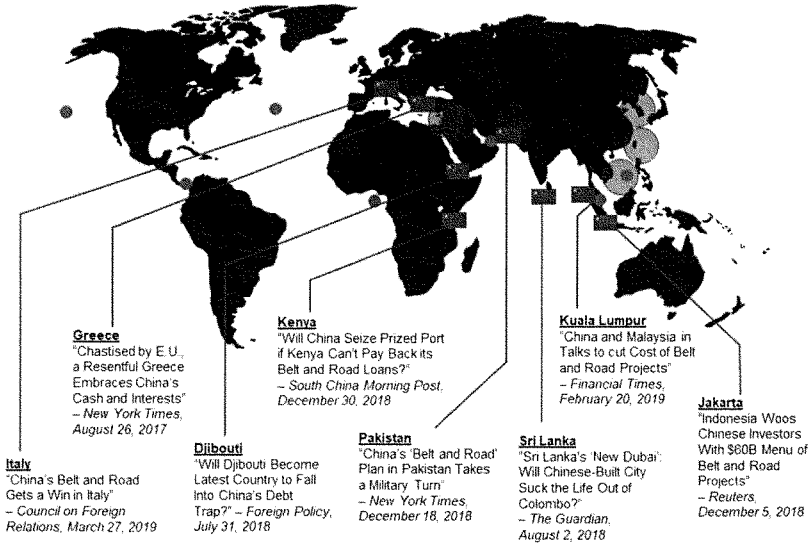 Greece
"Chastised by E.U.,
a Resentful Greece
Embraces China's
Cash and Interests"
– New York Times,
August 26, 2017
Kenya
"Will China Seize Prized Port
if Kenya Can't Pay Back its
Belt and Road Loans?"
– South China Morning Post,
December 30, 2018
Kuala Lumpur
"China and Malaysia in
Talks to cut Cost of Belt
and Road Projects"
– Financial Times,
February 20, 2019
Jakarta
"Indonesia Woos
Chinese Investors
With $60B Menu of
Belt and Road
Projects"
– Reuters,
December 5, 2018
Italy
"China's Belt and Road
Gets a Win in Italy"
– Council on Foreign
Relations, March 27, 2019
Djibouti
"Will Djibouti Become
Latest Country to Fall
Into China's Debt
Trap?" – Foreign Policy,
July 31, 2018
Pakistan
"China's 'Belt and Road'
Plan in Pakistan Takes
a Military Turn"
– New York Times,
December 18, 2018
Sri Lanka
"Sri Lanka's 'New Dubai':
Will Chinese-Built City
Suck the Life Out of
Colombo?"
– The Guardian,
August 2, 2018